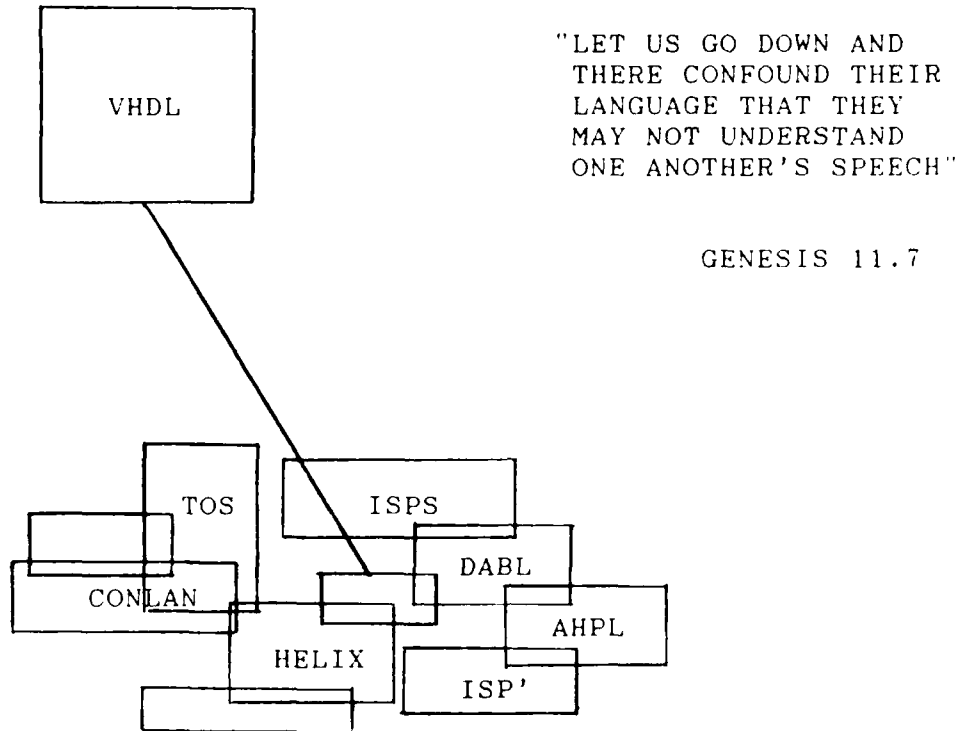 VHDL
"LET US GO DOWN AND
THERE CONFOUND THEIR
LANGUAGE THAT THEY
MAY NOT UNDERSTAND
ONE ANOTHER'S SPEECH"
GENESIS 11.7
TOS
ISPS
DABL
CONLAN
AHPL
HELIX
ISP'